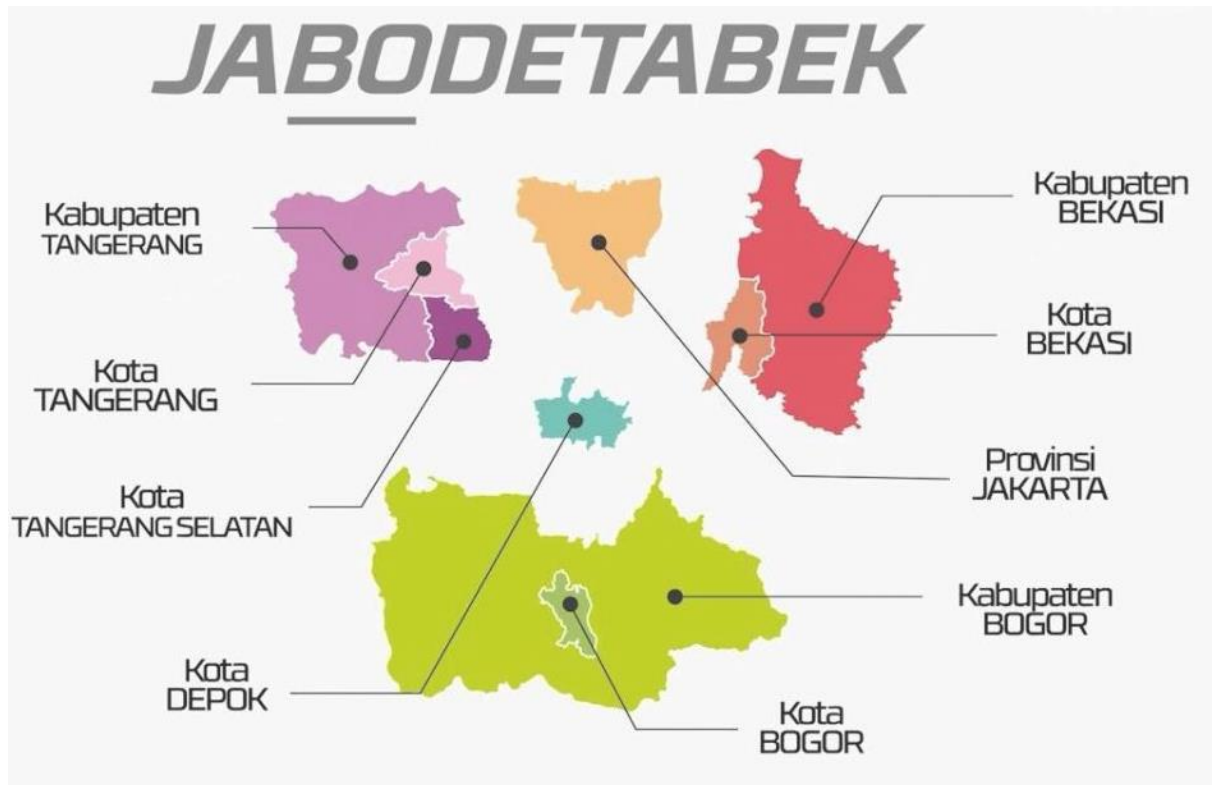 JABODETABEK
Kabupaten
TANGERANG
Kabupaten
BEKASI
Kota
BEKASI
Kota
TANGERANG
Provinsi
JAKARTA
Kota
TANGERANG SELATAN
Kabupaten
BOGOR
Kota
DEPOK
Kota
BOGOR